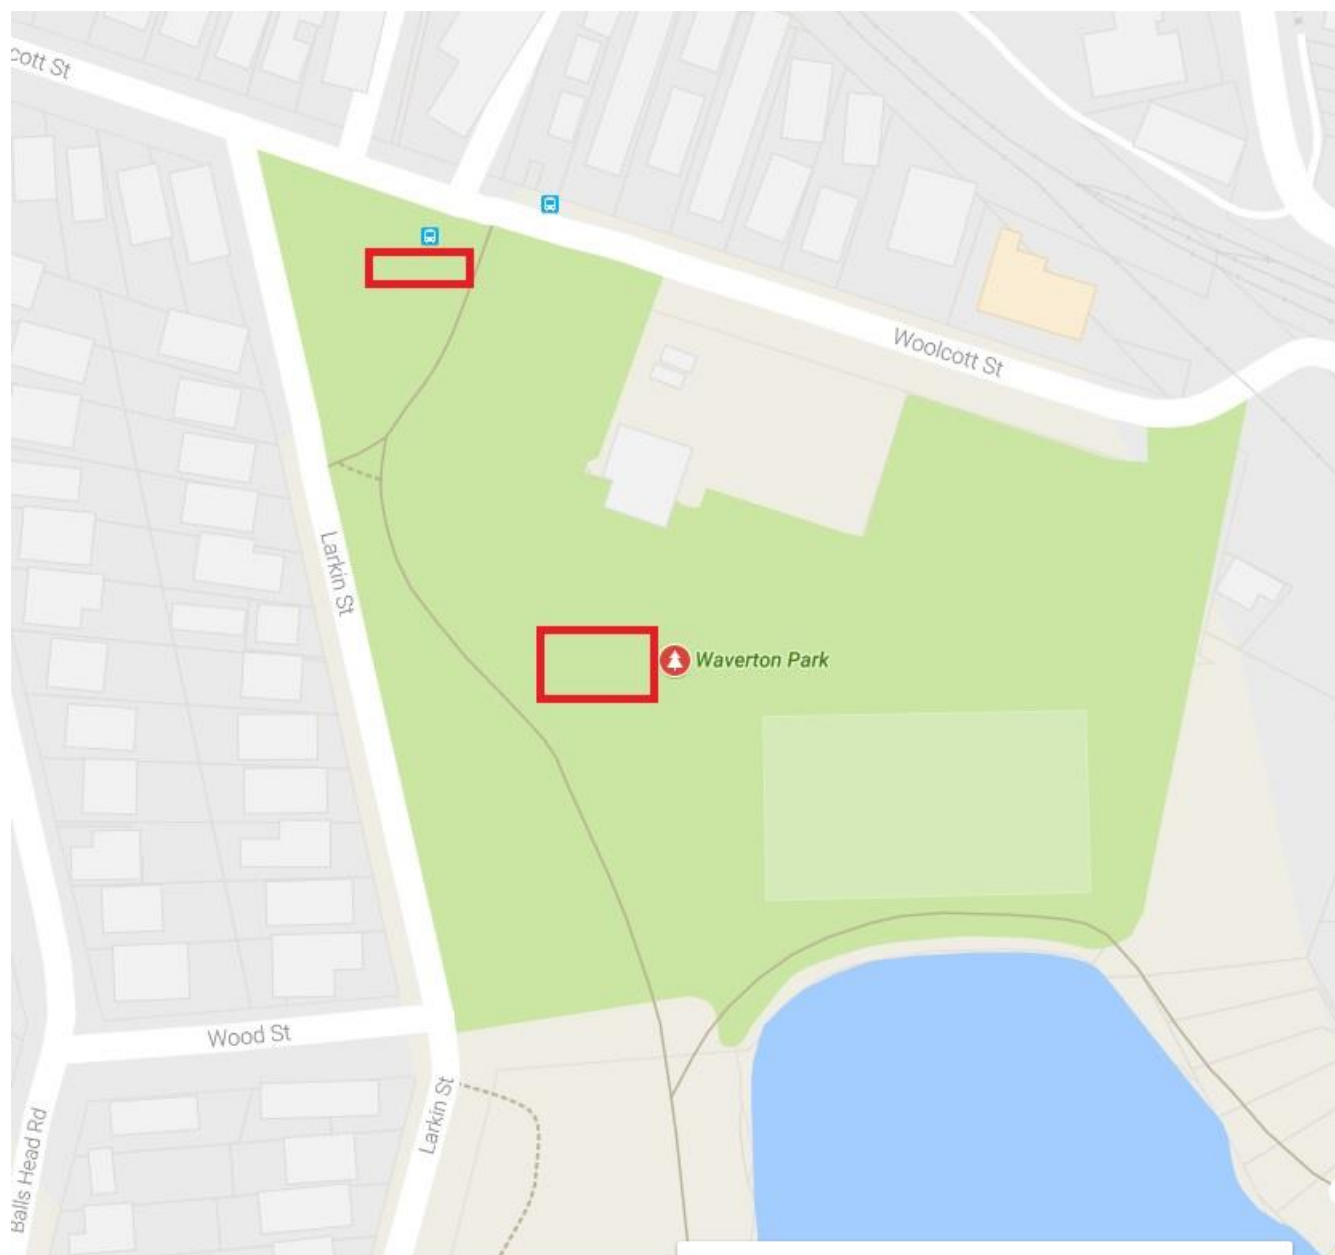 cott St
Woolcott St
Larkin St
Waverton Park
Wood St
Larkin St
Balls Head Rd